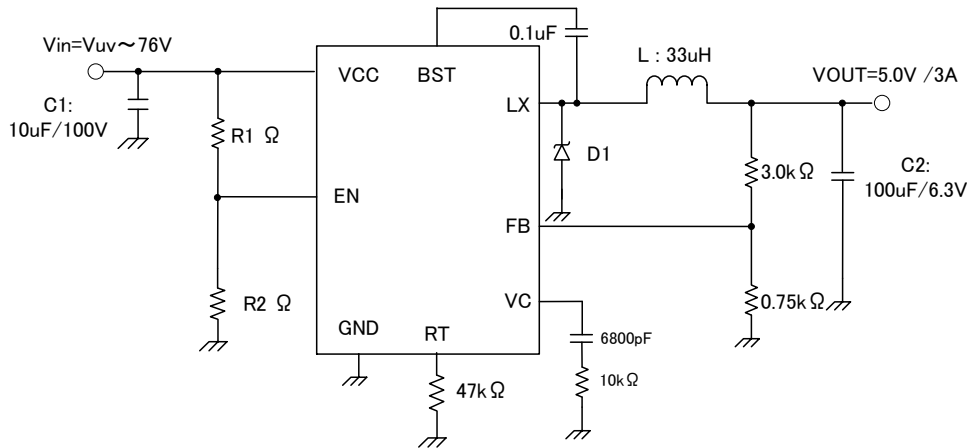 0.1uF
Vin=Vuv～76V
L : 33uH
VCC
BST
VOUT=5.0V /3A
C1:
10uF/100V
LX
R1 Ω
D1
3.0kΩ
C2:
100uF/6.3V
EN
FB
R2 Ω
VC
0.75kΩ
GND
RT
6800pF
47kΩ
10kΩ